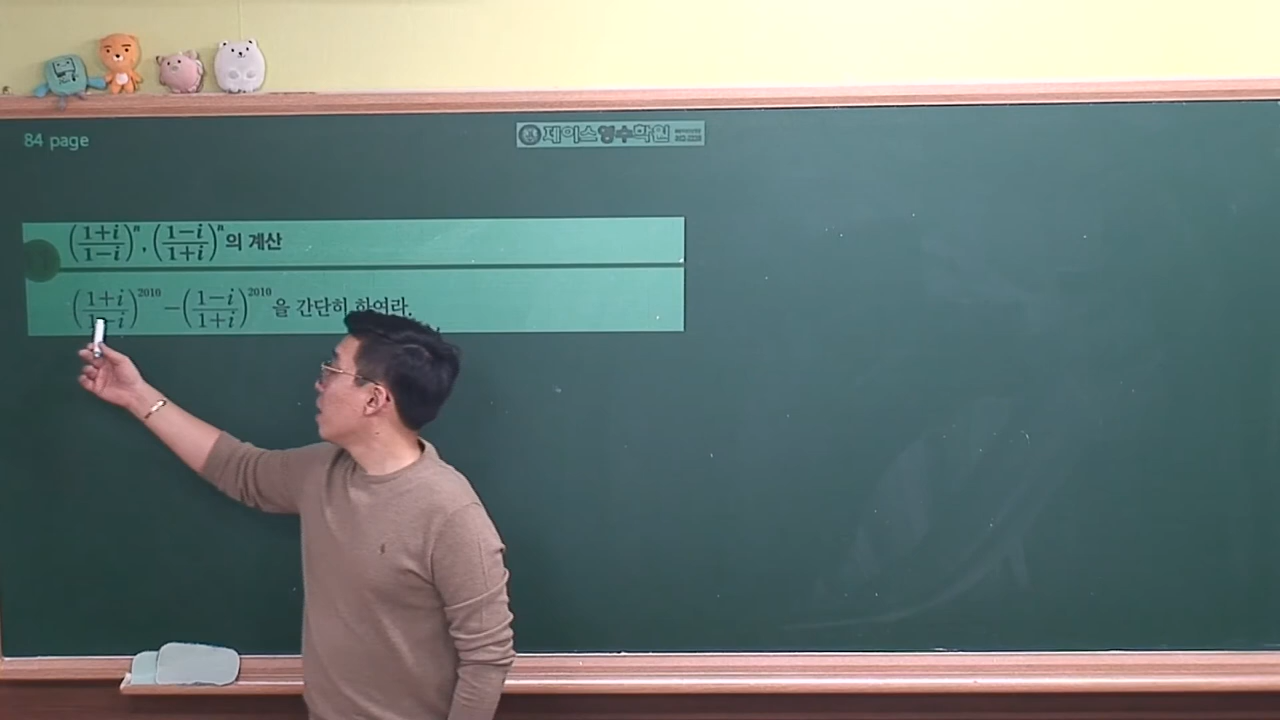 84 page
제이스영수학원
(1+i/1-i)^n, (1-i/1+i)^n의 계산
(1+i/1-i)^2010 - (1-i/1+i)^2010 을 간단히 하여라.